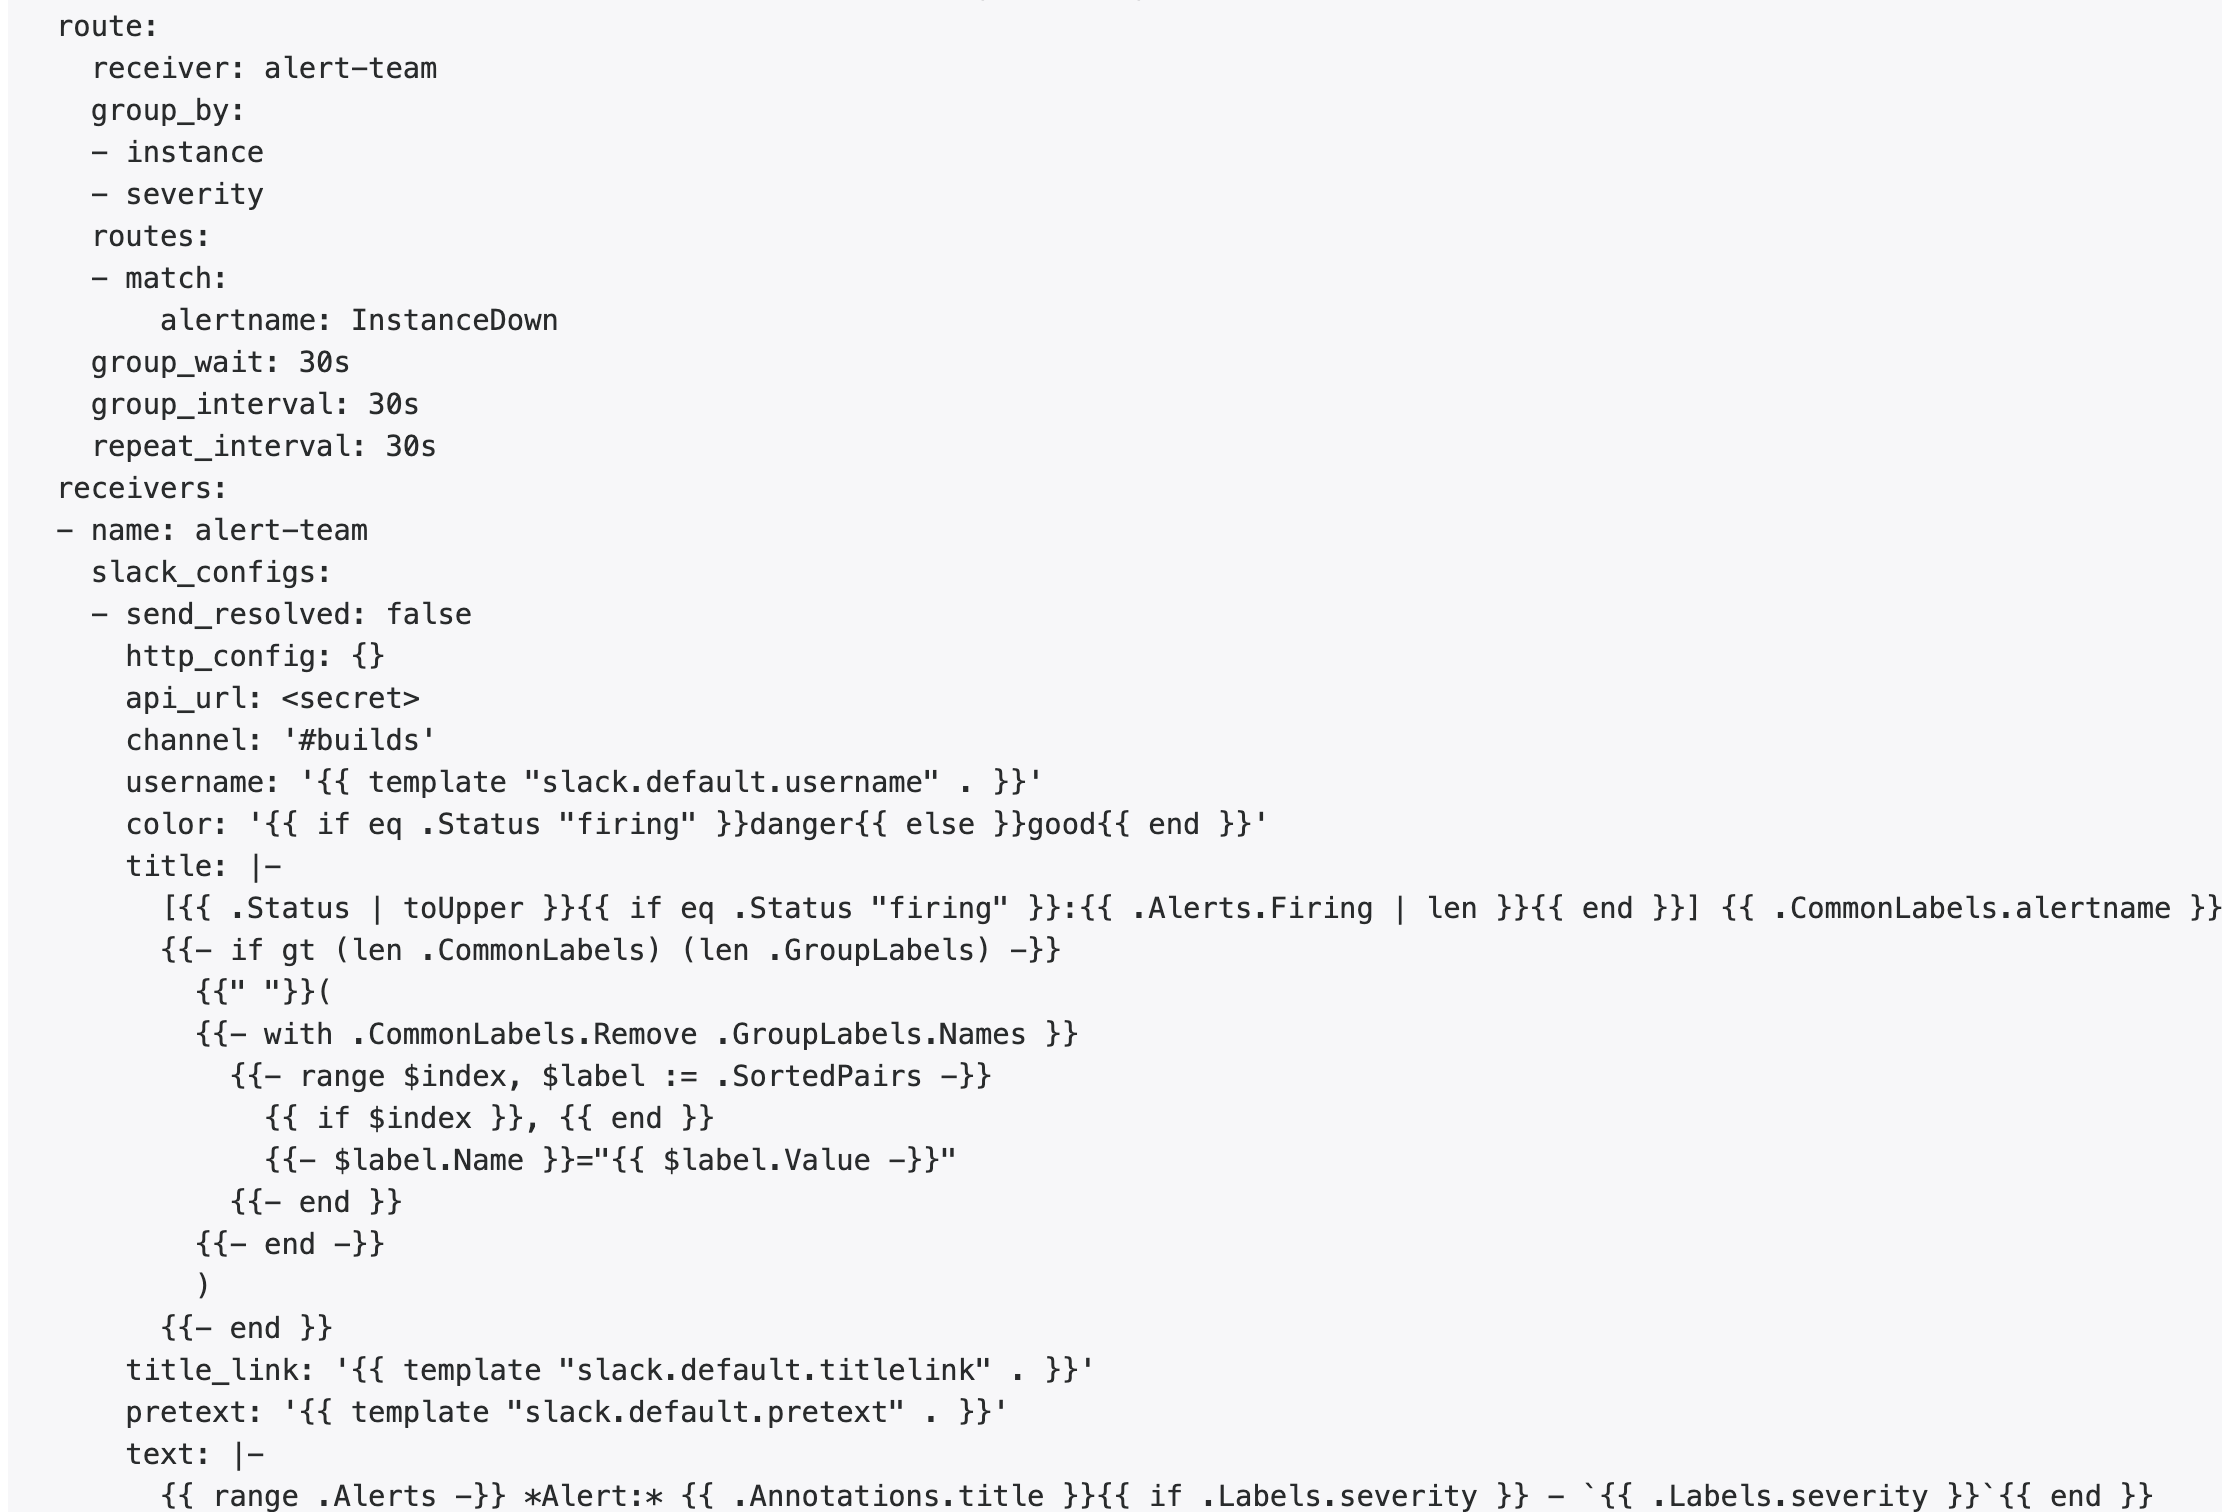 route:
  receiver: alert-team
  group_by:
  - instance
  - severity
  routes:
  - match:
      alertname: InstanceDown
  group_wait: 30s
  group_interval: 30s
  repeat_interval: 30s
receivers:
- name: alert-team
  slack_configs:
  - send_resolved: false
    http_config: {}
    api_url: <secret>
    channel: '#builds'
    username: '{{ template "slack.default.username" . }}'
    color: '{{ if eq .Status "firing" }}danger{{ else }}good{{ end }}'
    title: |-
      [{{ .Status | toUpper }}{{ if eq .Status "firing" }}:{{ .Alerts.Firing | len }}{{ end }}] {{ .CommonLabels.alertname }}
      {{- if gt (len .CommonLabels) (len .GroupLabels) -}}
        {{" "}}(
        {{- with .CommonLabels.Remove .GroupLabels.Names }}
          {{- range $index, $label := .SortedPairs -}}
            {{ if $index }}, {{ end }}
            {{- $label.Name }}="{{ $label.Value -}}"
          {{- end }}
        {{- end -}}
        )
      {{- end }}
    title_link: '{{ template "slack.default.titlelink" . }}'
    pretext: '{{ template "slack.default.pretext" . }}'
    text: |-
      {{ range .Alerts -}} *Alert:* {{ .Annotations.title }}{{ if .Labels.severity }} - `{{ .Labels.severity }}`{{ end }}